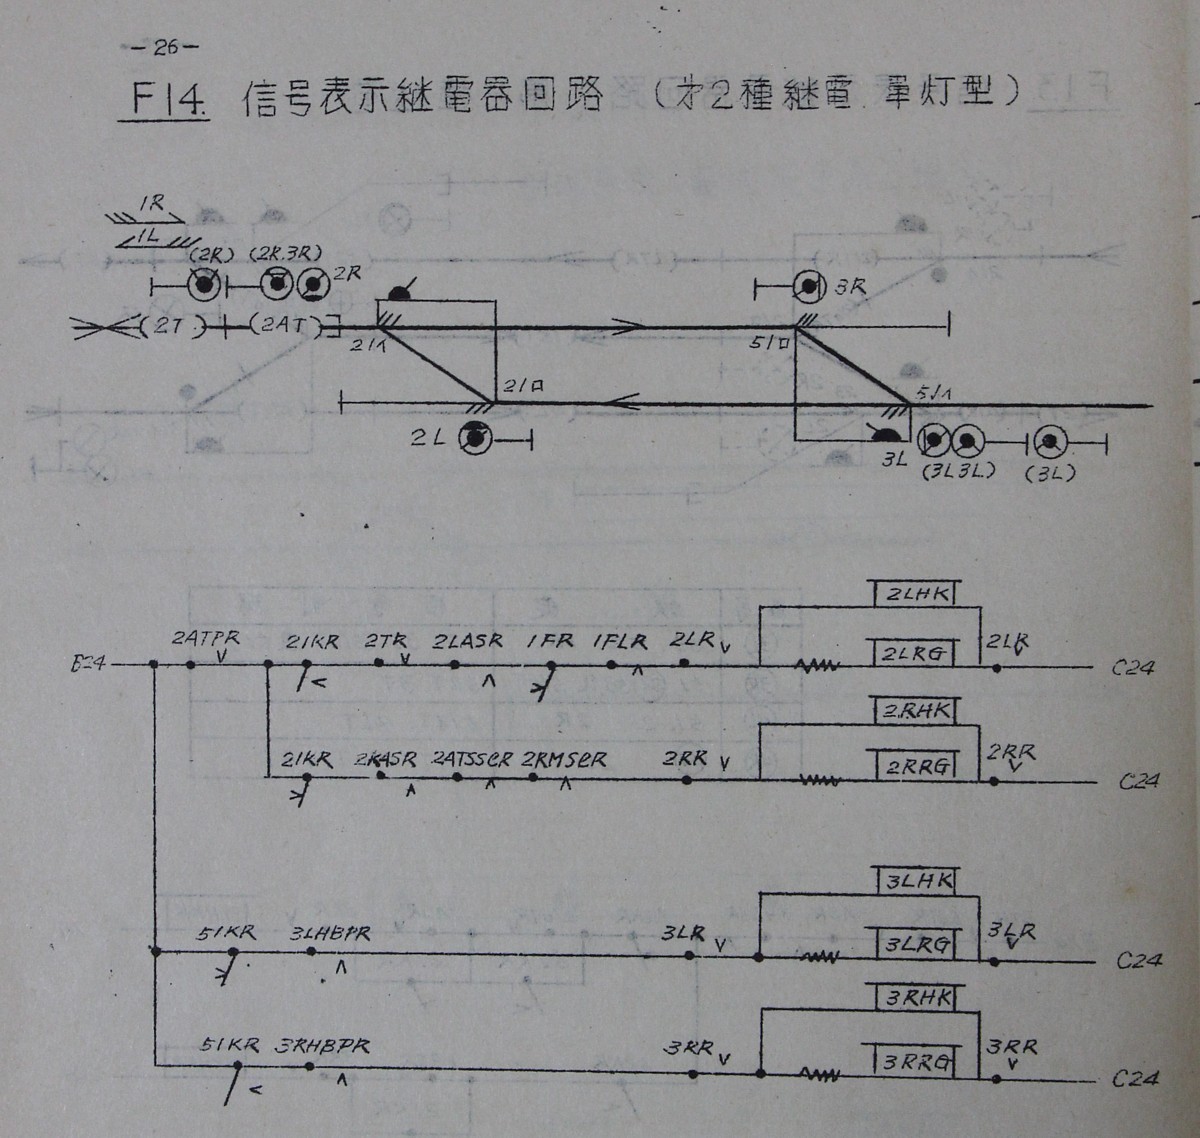 -26-
F14. 信号表示継電器回路 (才2種継電 単灯型)
1R
1L
(2R) (2R.3R) 2R 3R
(2T) (2AT)
21イ 51ロ
21ロ 51イ
2L 3L (3L3L) (3L)
2LHK
2ATPR 21KR 2TR 2LASR 1FR 1FLR 2LR 2LRG 2LR
B24 C24
2RHK
21KR 2RASR 2ATSSCR 2RMSCR 2RR 2RRG 2RR
C24
3LHK
51KR 3LHBPR 3LR 3LRG 3LR
C24
3RHK
51KR 3RHBPR 3RR 3RRG 3RR
C24